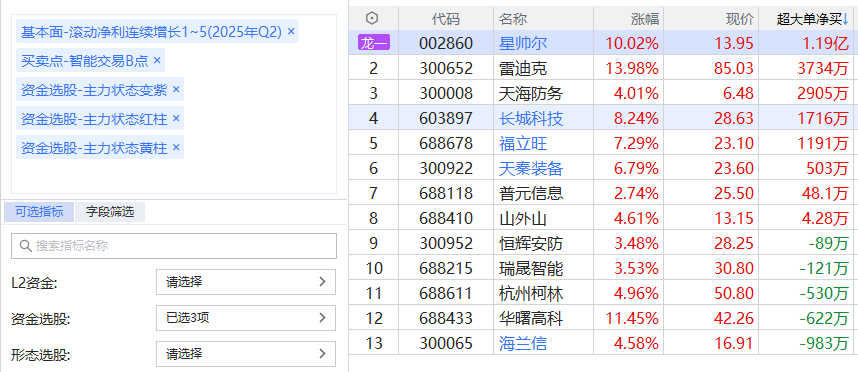 基本面-滚动净利连续增长1~5(2025年Q2) ×
买卖点-智能交易B点 ×
资金选股-主力状态变紫 ×
资金选股-主力状态红柱 ×
资金选股-主力状态黄柱 ×
可选指标 字段筛选
搜索指标名称
L2资金: 请选择
资金选股: 已选3项
形态选股: 请选择
代码 名称 涨幅 现价 超大单净买↓
龙一 002860 星帅尔 10.02% 13.95 1.19亿
2 300652 雷迪克 13.98% 85.03 3734万
3 300008 天海防务 4.01% 6.48 2905万
4 603897 长城科技 8.24% 28.63 1716万
5 688678 福立旺 7.29% 23.10 1191万
6 300922 天秦装备 6.79% 23.60 503万
7 688118 普元信息 2.74% 25.50 48.1万
8 688410 山外山 4.61% 13.15 4.28万
9 300952 恒辉安防 3.48% 28.25 -89万
10 688215 瑞晟智能 3.53% 30.80 -121万
11 688611 杭州柯林 4.96% 50.80 -530万
12 688433 华曙高科 11.45% 42.26 -622万
13 300065 海兰信 4.58% 16.91 -983万